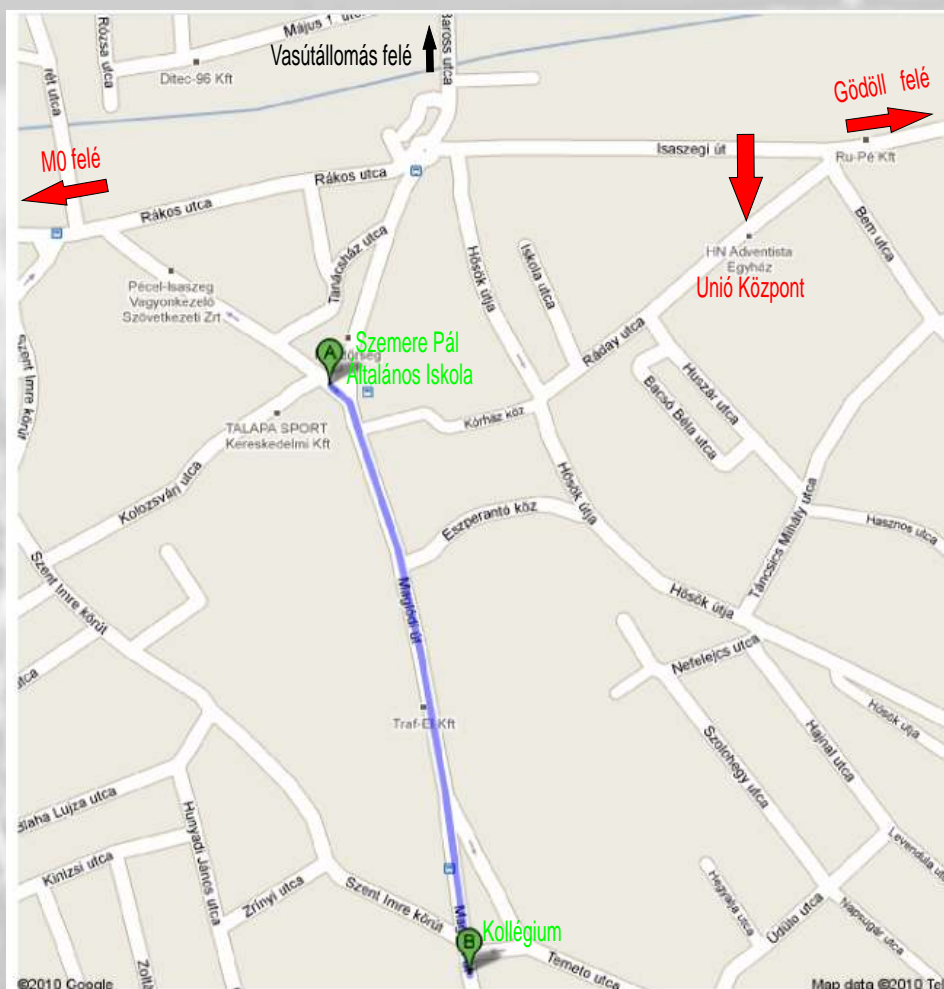 Rózsa utca
Május 1. utca
Ditec-96 Kft
Vasútállomás felé
Baross utca
rét utca
Gödöll felé
M0 felé
Isaszegi út
Ru-Pé Kft
Rákos utca
Rákos utca
Tanácsház utca
Hősök útja
Iskola utca
HN Adventista
Egyház
Unió Központ
Bem utca
Pécel-Isaszeg
Vagyonkezelő
Szövetkezeti Zrt
Szent Imre körút
A
Szemere Pál
Általános Iskola
Ráday utca
Huszár utca
Bacsó Béla utca
TALAPA SPORT
Kereskedelmi Kft
Kórház köz
Kolozsvári utca
Eszperantó köz
Hősök útja
Táncsics Mihály utca
Hasznos utca
Szent Imre körút
Maglódi út
Hősök útja
Nefelejcs utca
utca
Traf-El Kft
Szolohegy utca
Hajnal utca
Hősök útja
Blaha Lujza utca
Hunyadi János utca
Kinizsi utca
Zrínyi utca
Szent Imre körút
Levendula utca
Hegyalja utca
Napsugár utca
Üdülő utca
B
Kollégium
Temeto utca
©2010 Google
Map data ©2010 Tel